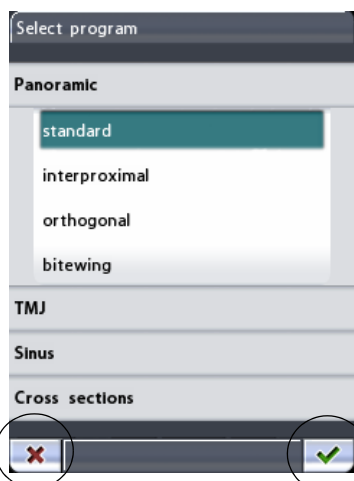 Select program
Panoramic
standard
interproximal
orthogonal
bitewing
TMJ
Sinus
Cross sections